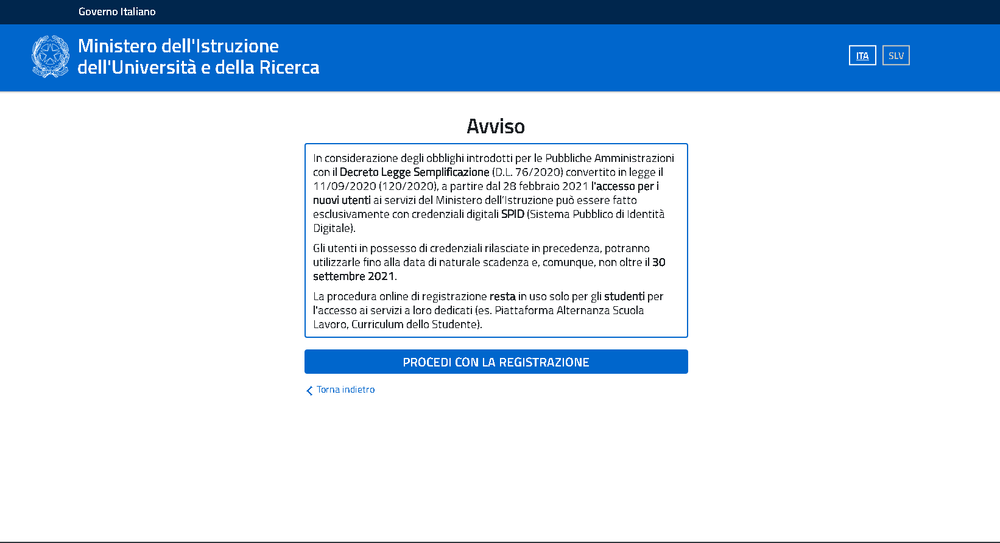 Governo Italiano
Ministero dell'Istruzione
dell'Università e della Ricerca
ITA
SLV
Avviso
In considerazione degli obblighi introdotti per le Pubbliche Amministrazioni
con il Decreto Legge Semplificazione (D.L. 76/2020) convertito in legge il
11/09/2020 (120/2020), a partire dal 28 febbraio 2021 l'accesso per i
nuovi utenti ai servizi del Ministero dell’Istruzione può essere fatto
esclusivamente con credenziali digitali SPID (Sistema Pubblico di Identità
Digitale).
Gli utenti in possesso di credenziali rilasciate in precedenza, potranno
utilizzarle fino alla data di naturale scadenza e, comunque, non oltre il 30
settembre 2021.
La procedura online di registrazione resta in uso solo per gli studenti per
l'accesso ai servizi a loro dedicati (es. Piattaforma Alternanza Scuola
Lavoro, Curriculum dello Studente).
PROCEDI CON LA REGISTRAZIONE
Torna indietro